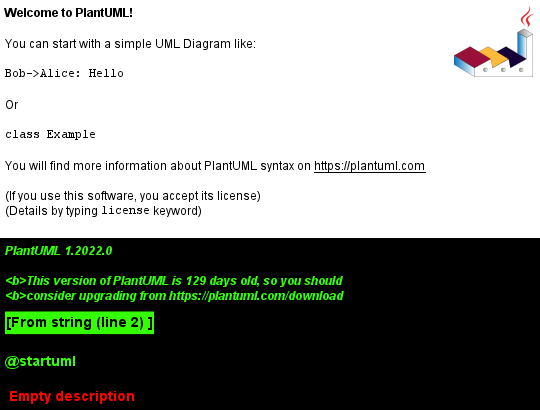 Welcome to PlantUML!
You can start with a simple UML Diagram like:
Bob->Alice: Hello
Or
class Example
You will find more information about PlantUML syntax on https://plantuml.com
(If you use this software, you accept its license)
(Details by typing license keyword)
PlantUML 1.2022.0
<b>This version of PlantUML is 129 days old, so you should
<b>consider upgrading from https://plantuml.com/download
[From string (line 2) ]
@startuml
Empty description